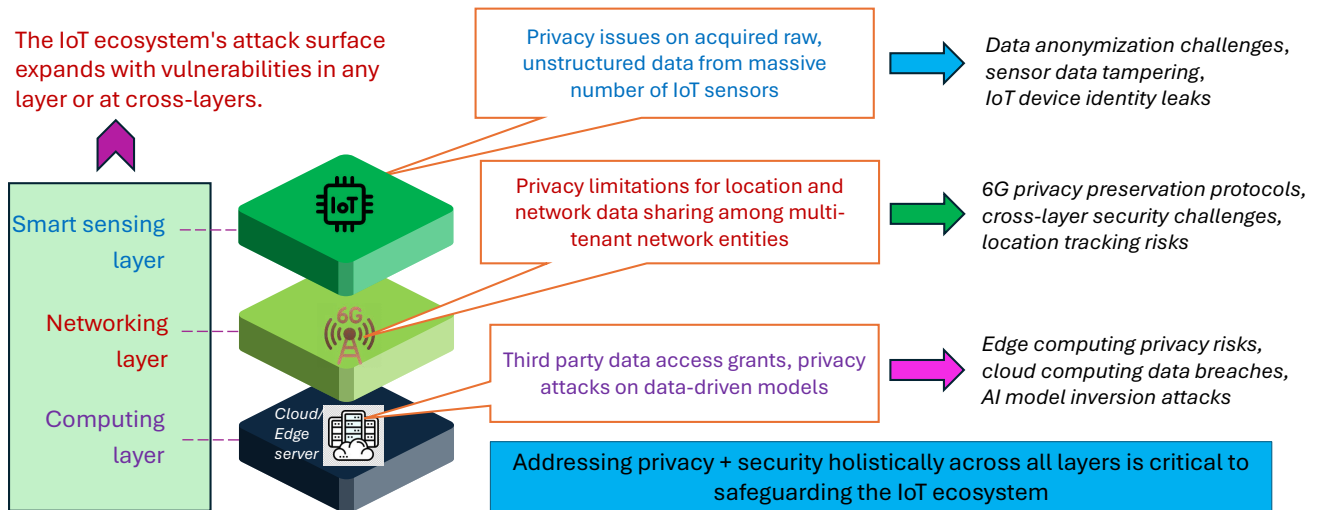 The IoT ecosystem's attack surface
expands with vulnerabilities in any
layer or at cross-layers.
Privacy issues on acquired raw,
unstructured data from massive
number of IoT sensors
Data anonymization challenges,
sensor data tampering,
IoT device identity leaks
Smart sensing
layer
IoT
Privacy limitations for location and
network data sharing among multi-
tenant network entities
6G privacy preservation protocols,
cross-layer security challenges,
location tracking risks
Networking
layer
6G
Third party data access grants, privacy
attacks on data-driven models
Edge computing privacy risks,
cloud computing data breaches,
AI model inversion attacks
Computing
layer
Cloud/
Edge
server
Addressing privacy + security holistically across all layers is critical to
safeguarding the IoT ecosystem